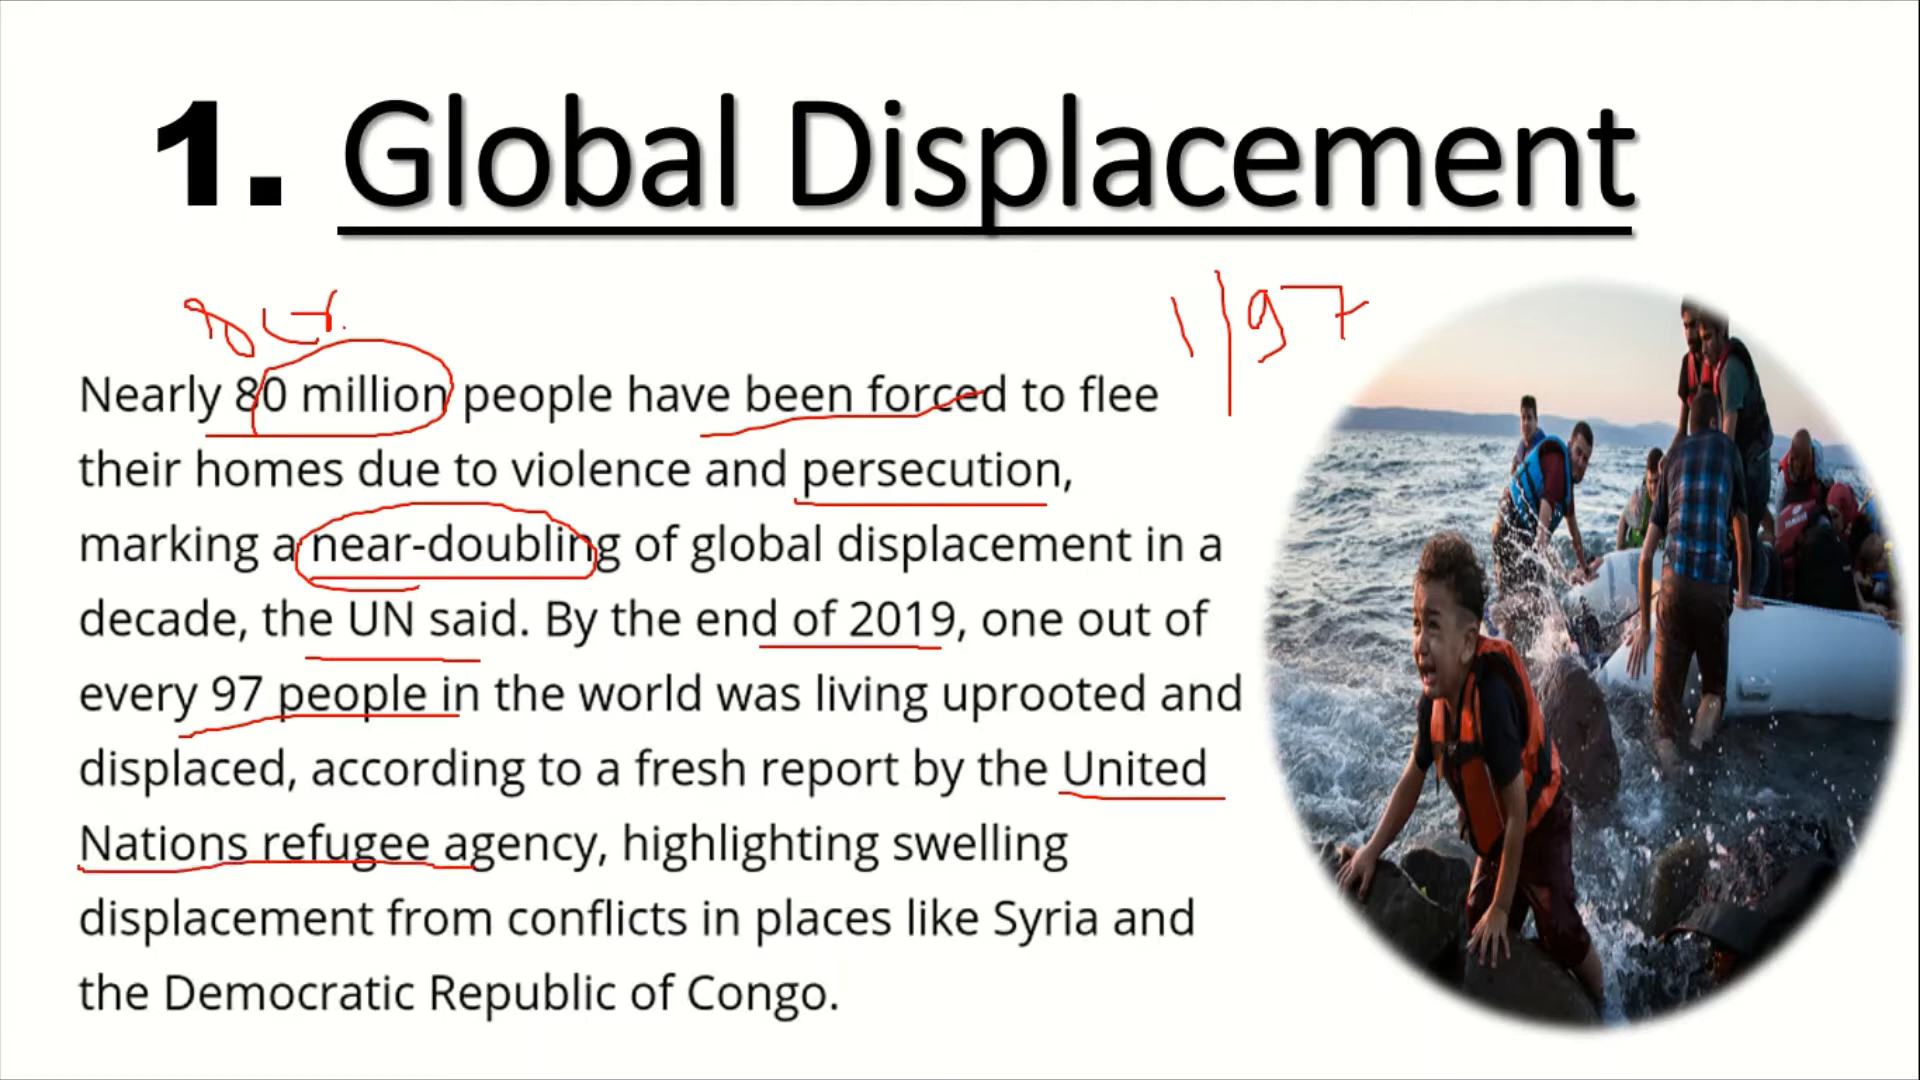 1. Global Displacement
1/97
Nearly 80 million people have been forced to flee
their homes due to violence and persecution,
marking a near-doubling of global displacement in a
decade, the UN said. By the end of 2019, one out of
every 97 people in the world was living uprooted and
displaced, according to a fresh report by the United
Nations refugee agency, highlighting swelling
displacement from conflicts in places like Syria and
the Democratic Republic of Congo.